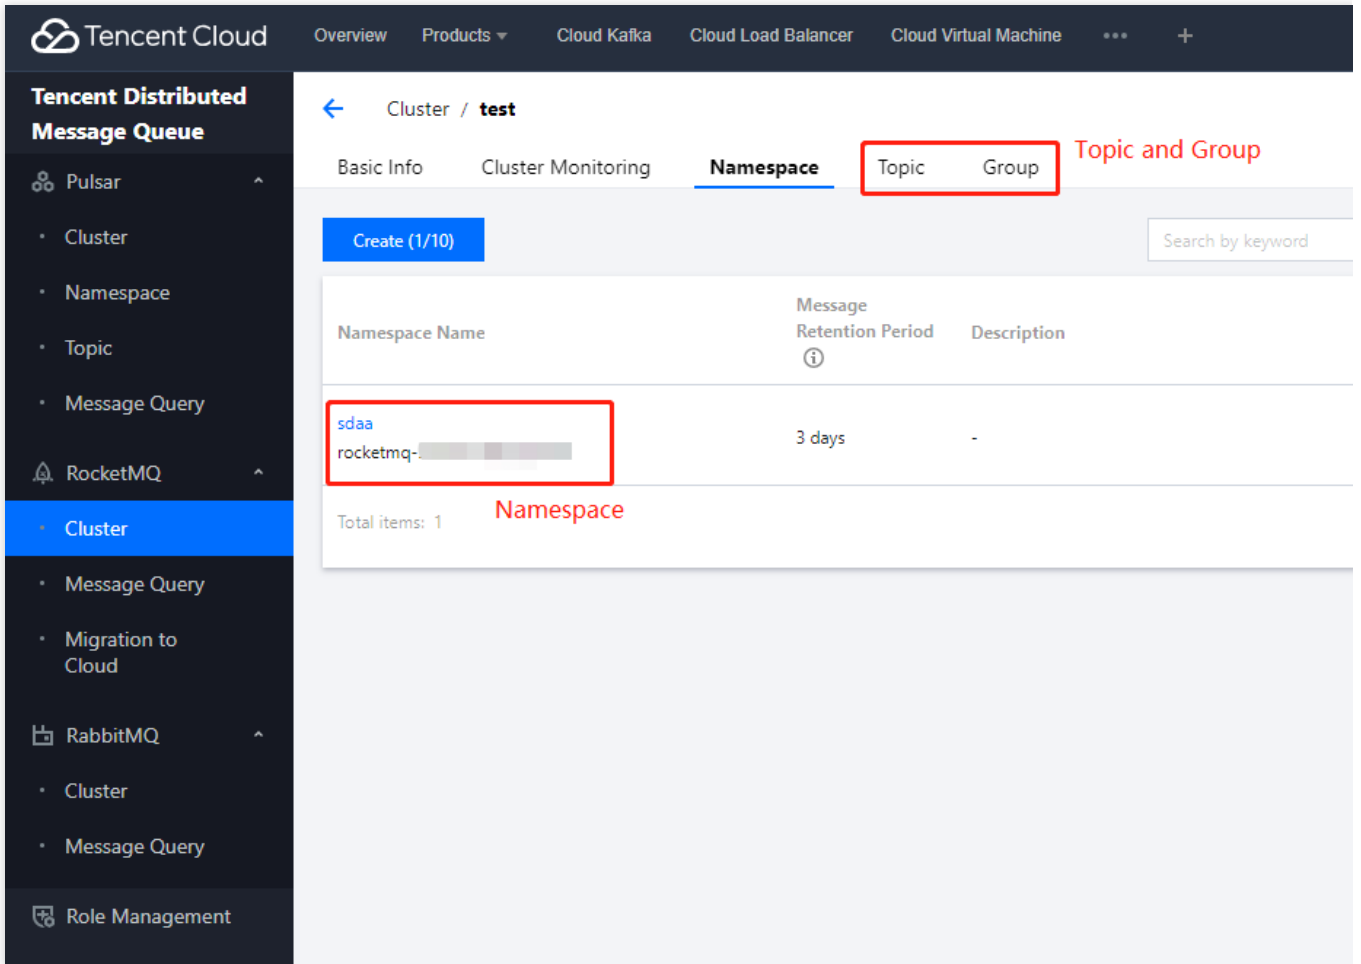 Tencent Cloud
Overview Products Cloud Kafka Cloud Load Balancer Cloud Virtual Machine ••• +
Tencent Distributed
Message Queue
Pulsar
Cluster
Namespace
Topic
Message Query
RocketMQ
Cluster
Message Query
Migration to
Cloud
RabbitMQ
Cluster
Message Query
Role Management
Cluster / test
Basic Info Cluster Monitoring Namespace Topic Group
Topic and Group
Create (1/10)
Search by keyword
Namespace Name
Message
Retention Period
Description
sdaa
rocketmq-
3 days
-
Namespace
Total items: 1